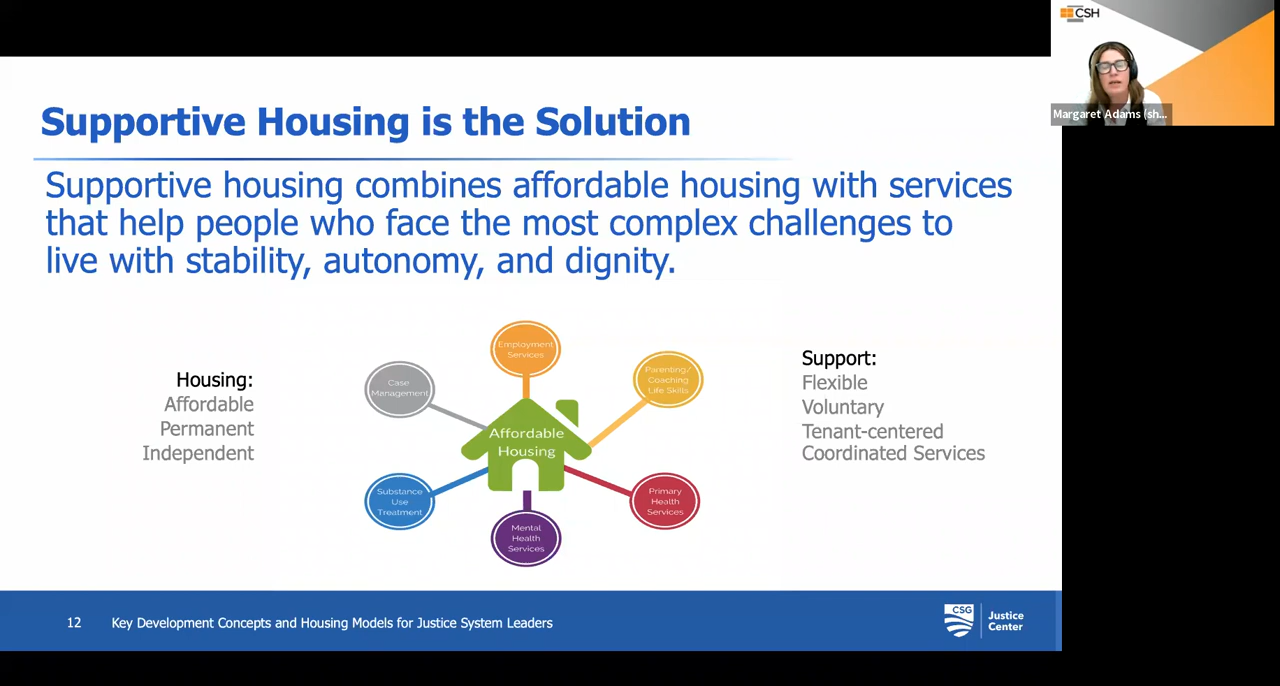 CSH
Margaret Adams (sh...
Supportive Housing is the Solution
Supportive housing combines affordable housing with services
that help people who face the most complex challenges to
live with stability, autonomy, and dignity.
Housing:
Affordable
Permanent
Independent
Employment
Services
Case
Management
Parenting/
Coaching
Life Skills
Affordable
Housing
Substance
Use
Treatment
Mental
Health
Services
Primary
Health
Services
Support:
Flexible
Voluntary
Tenant-centered
Coordinated Services
12
Key Development Concepts and Housing Models for Justice System Leaders
CSG
Justice
Center